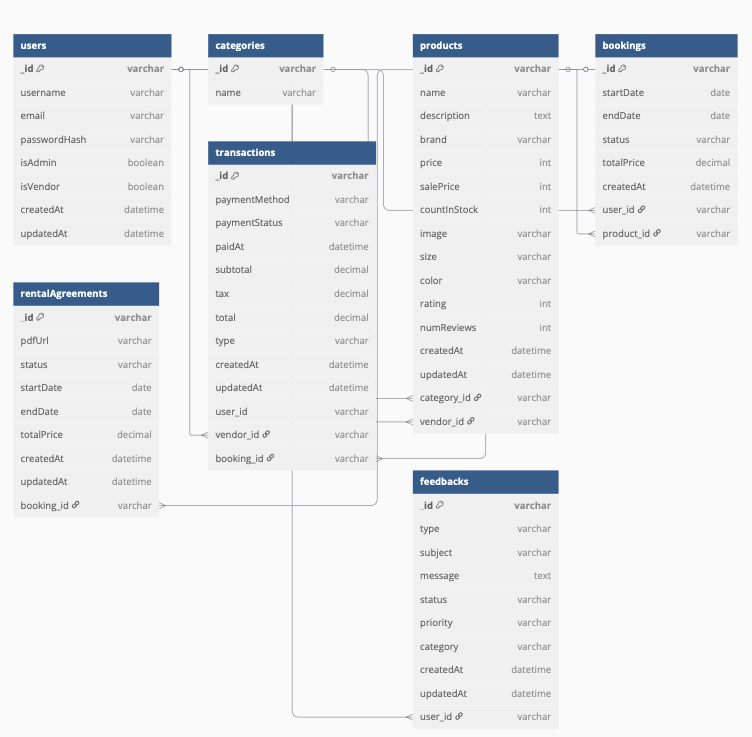 users
_id varchar
username varchar
email varchar
passwordHash varchar
isAdmin boolean
isVendor boolean
createdAt datetime
updatedAt datetime
categories
_id varchar
name varchar
products
_id varchar
name varchar
description text
brand varchar
price int
salePrice int
countInStock int
image varchar
size varchar
color varchar
rating int
numReviews int
createdAt datetime
updatedAt datetime
category_id varchar
vendor_id varchar
bookings
_id varchar
startDate date
endDate date
status varchar
totalPrice decimal
createdAt datetime
user_id varchar
product_id varchar
transactions
_id varchar
paymentMethod varchar
paymentStatus varchar
paidAt datetime
subtotal decimal
tax decimal
total decimal
type varchar
createdAt datetime
updatedAt datetime
user_id varchar
vendor_id varchar
booking_id varchar
rentalAgreements
_id varchar
pdfUrl varchar
status varchar
startDate date
endDate date
totalPrice decimal
createdAt datetime
updatedAt datetime
booking_id varchar
feedbacks
_id varchar
type varchar
subject varchar
message text
status varchar
priority varchar
category varchar
createdAt datetime
updatedAt datetime
user_id varchar